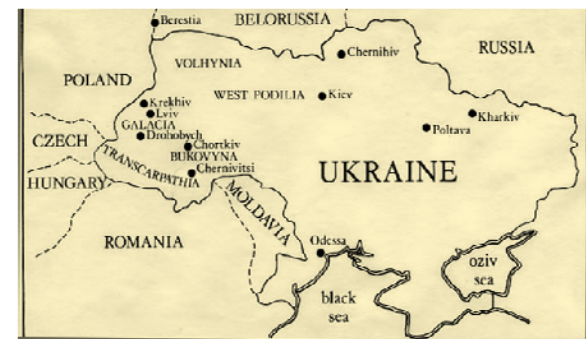 Berestia
BELORUSSIA
RUSSIA
Chernihiv
VOLHYNIA
POLAND
WEST PODILIA
Kiev
Krekhiv
Lviv
Kharkiv
GALACIA
Poltava
Drohobych
CZECH
Chortkiv
BUKOVYNA
TRANSCARPATHIA
Chernivitsi
UKRAINE
HUNGARY
MOLDAVIA
ROMANIA
Odessa
oziv
sea
black
sea